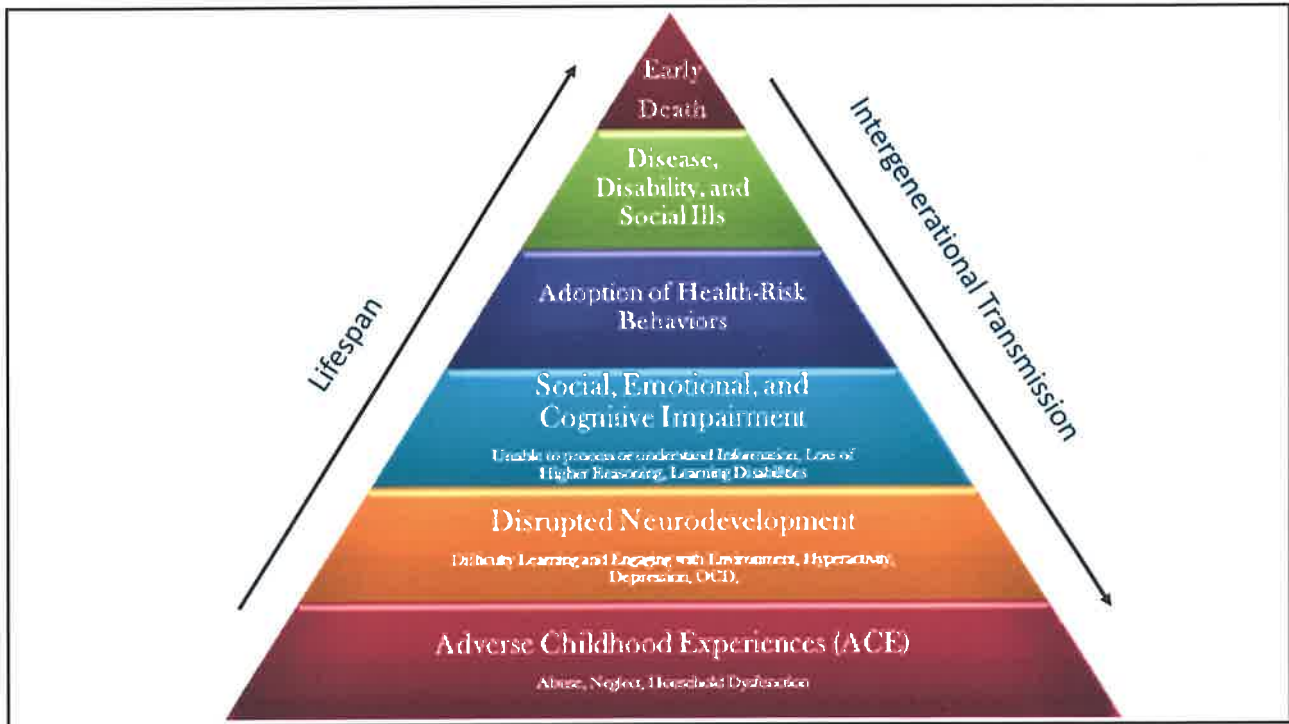 Early
Death
Disease,
Disability, and
Social Ills
Adoption of Health-Risk
Behaviors
Social, Emotional, and
Cognitive Impairment
Unable to process or understand Information, Loss of
Higher Reasoning, Learning Disabilities
Disrupted Neurodevelopment
Difficulty Learning and Engaging with Environment, Hyperactivity,
Depression, OCD,
Adverse Childhood Experiences (ACE)
Abuse, Neglect, Household Dysfunction
Lifespan
Intergenerational Transmission